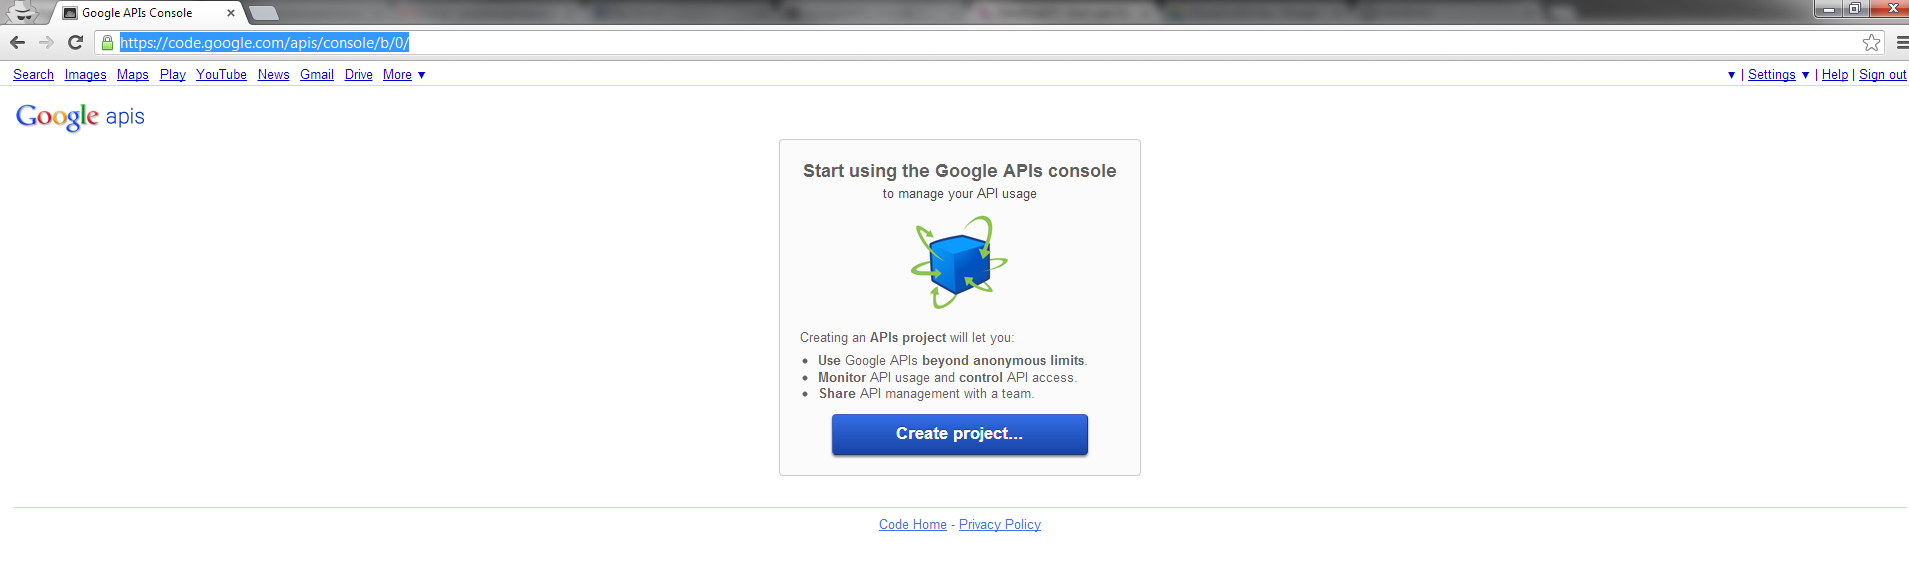 Google APIs Console
https://code.google.com/apis/console/b/0/
Search Images Maps Play YouTube News Gmail Drive More ▼ ▼ | Settings ▼ | Help | Sign out
Google apis
Start using the Google APIs console
to manage your API usage
Creating an APIs project will let you:
• Use Google APIs beyond anonymous limits.
• Monitor API usage and control API access.
• Share API management with a team.
Create project...
Code Home - Privacy Policy